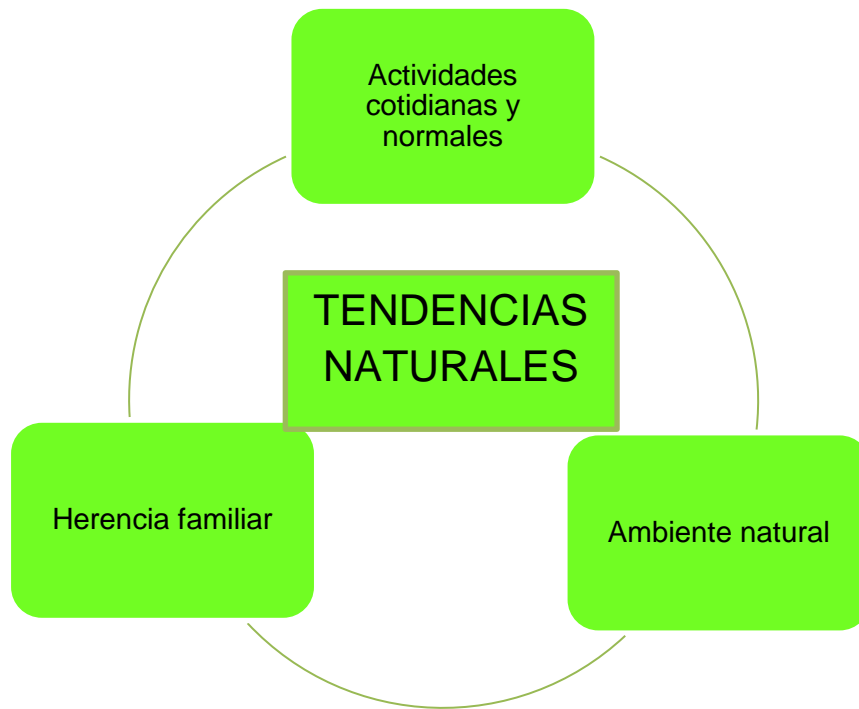 Actividades
cotidianas y
normales
TENDENCIAS
NATURALES
Herencia familiar
Ambiente natural